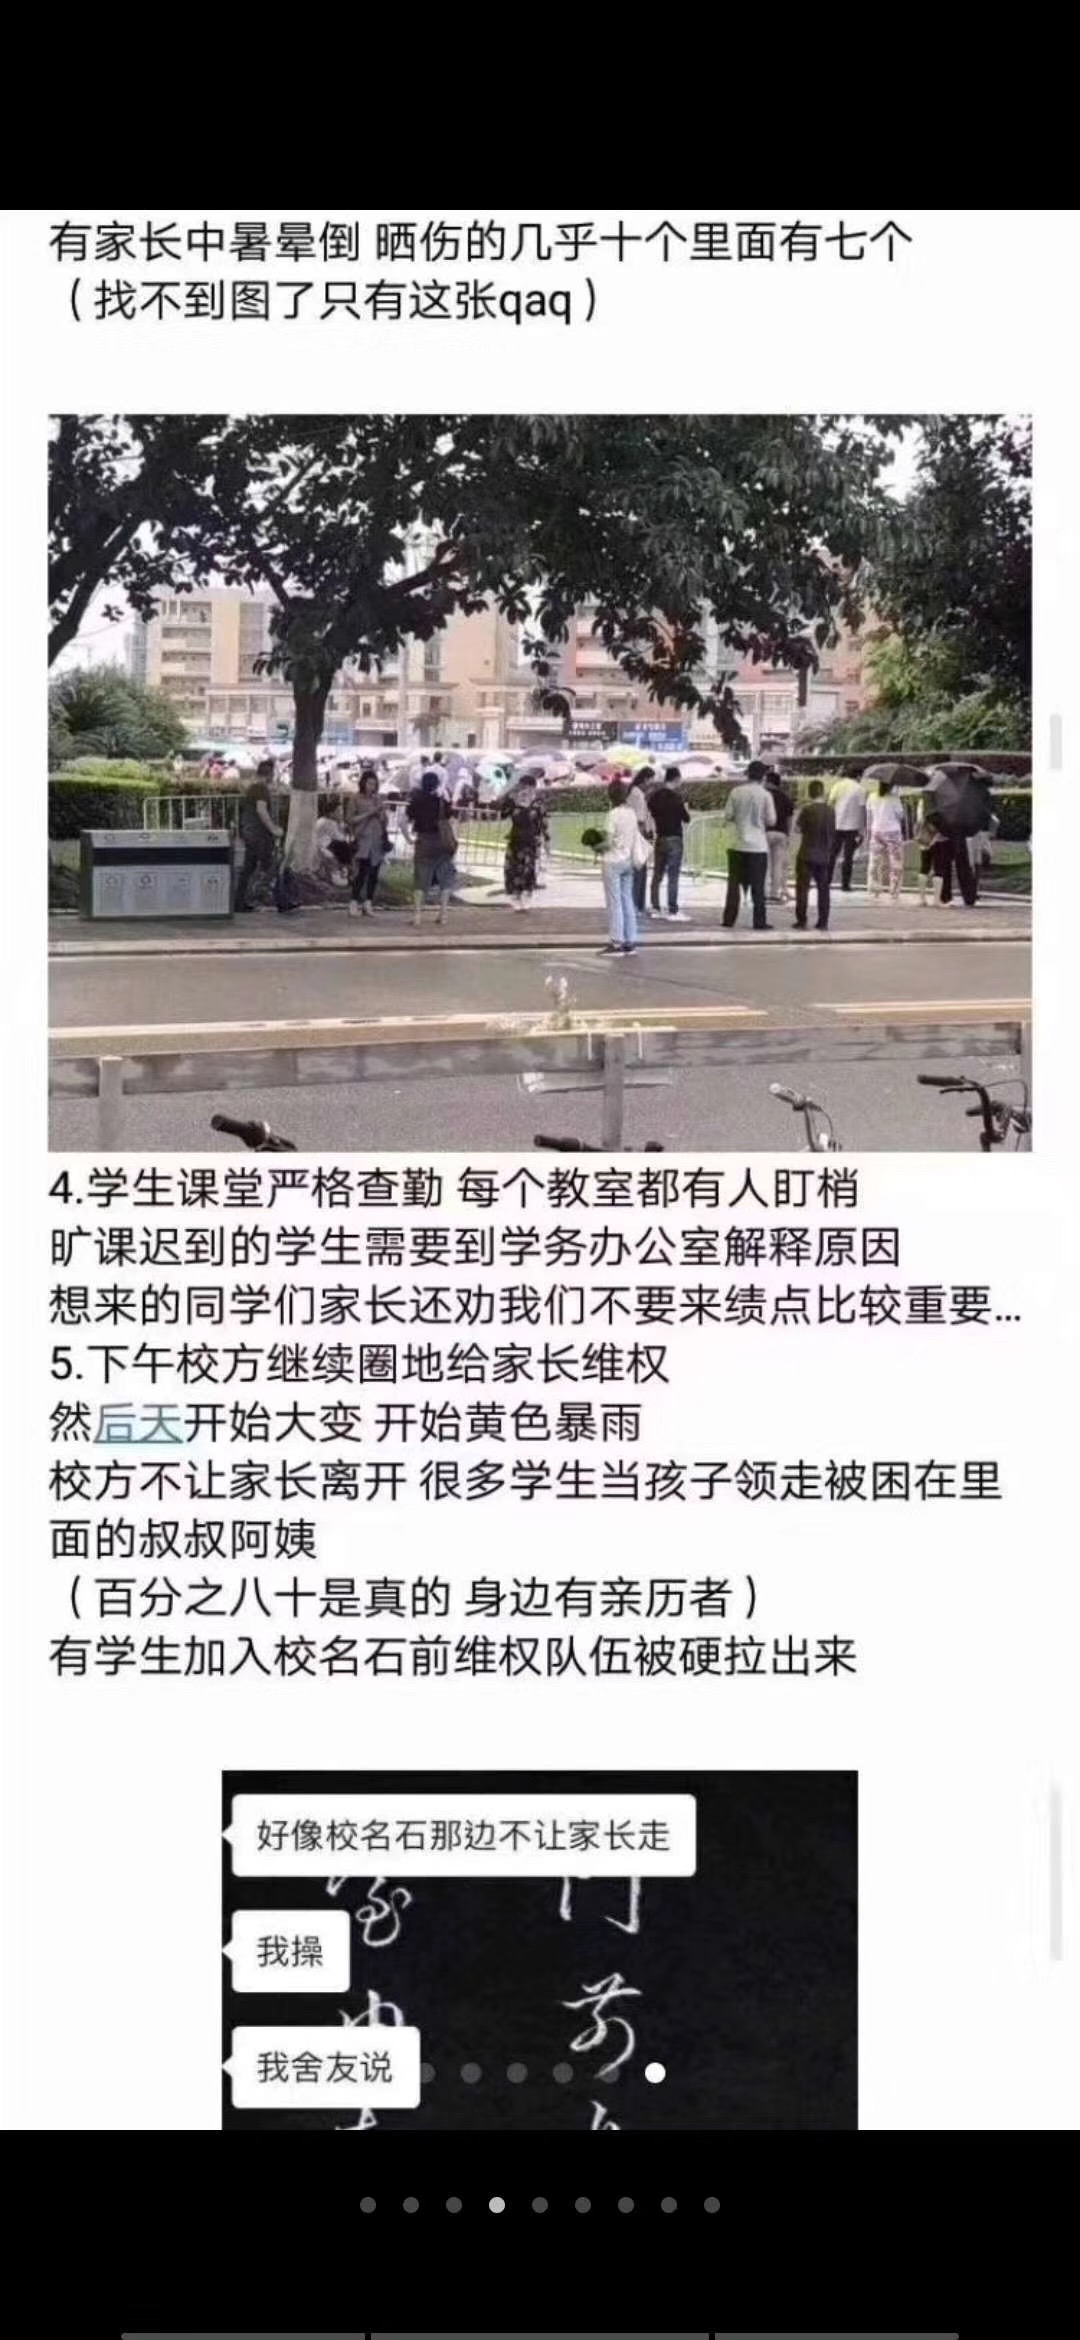 有家长中暑晕倒 晒伤的几乎十个里面有七个
（找不到图了只有这张qaq）
4.学生课堂严格查勤 每个教室都有人盯梢
旷课迟到的学生需要到学务办公室解释原因
想来的同学们家长还劝我们不要来绩点比较重要...
5.下午校方继续圈地给家长维权
然后天开始大变 开始黄色暴雨
校方不让家长离开 很多学生当孩子领走被困在里
面的叔叔阿姨
（百分之八十是真的 身边有亲历者）
有学生加入校名石前维权队伍被硬拉出来
好像校名石那边不让家长走
我操
我舍友说